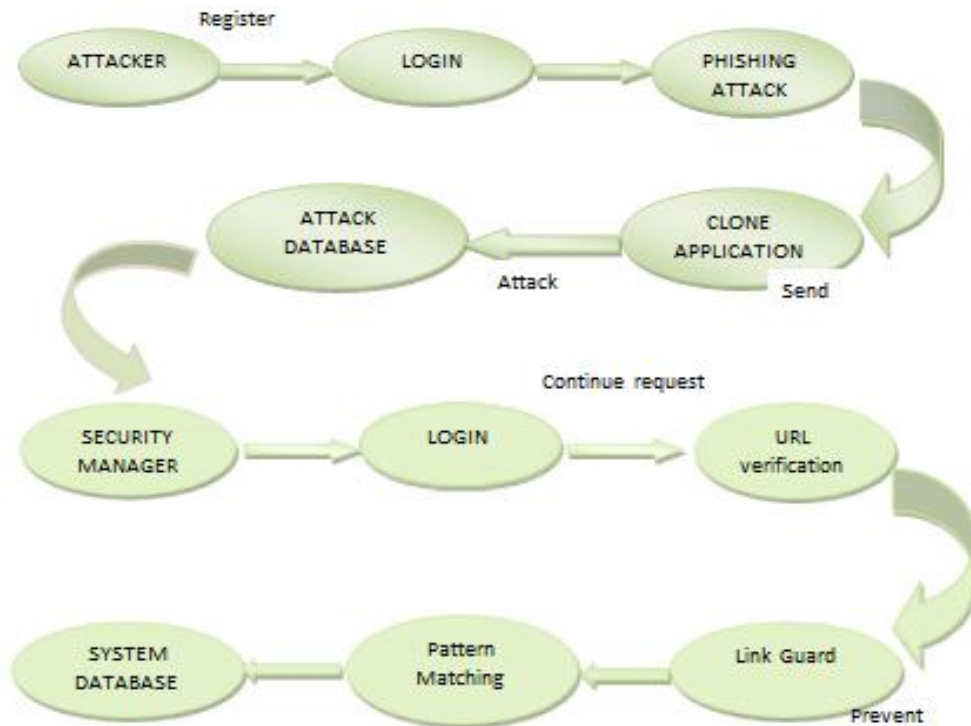 Register
ATTACKER
LOGIN
PHISHING
ATTACK
ATTACK
DATABASE
CLONE
APPLICATION
Attack
Send
Continue request
SECURITY
MANAGER
LOGIN
URL
verification
SYSTEM
DATABASE
Pattern
Matching
Link Guard
Prevent